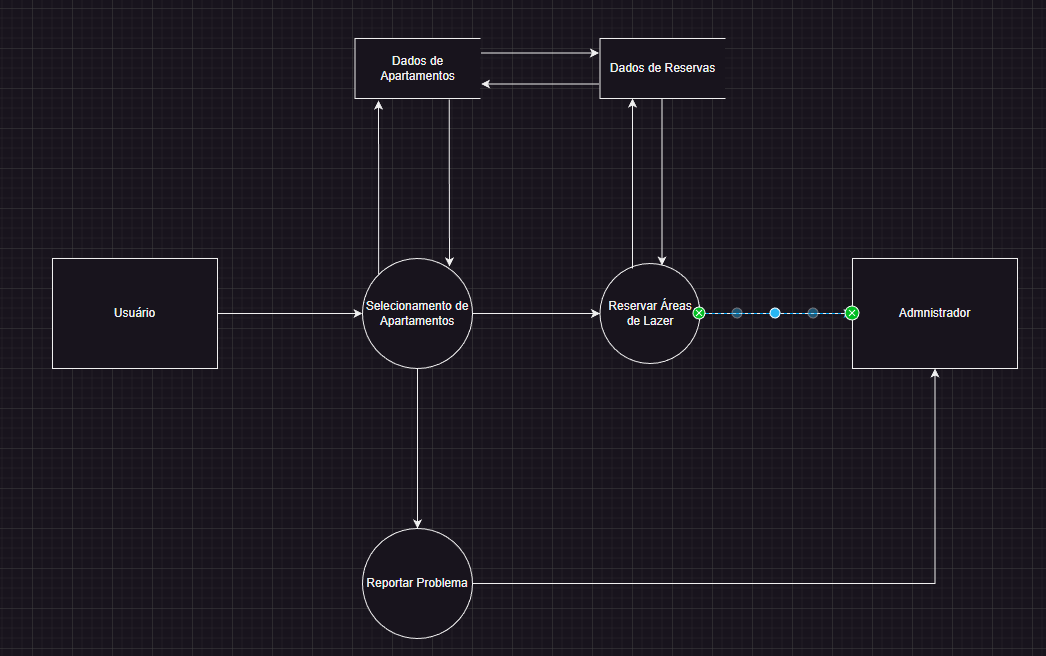 Dados de
Apartamentos
Dados de Reservas
Usuário
Selecionamento de
Apartamentos
Reservar Áreas
de Lazer
Admnistrador
Reportar Problema